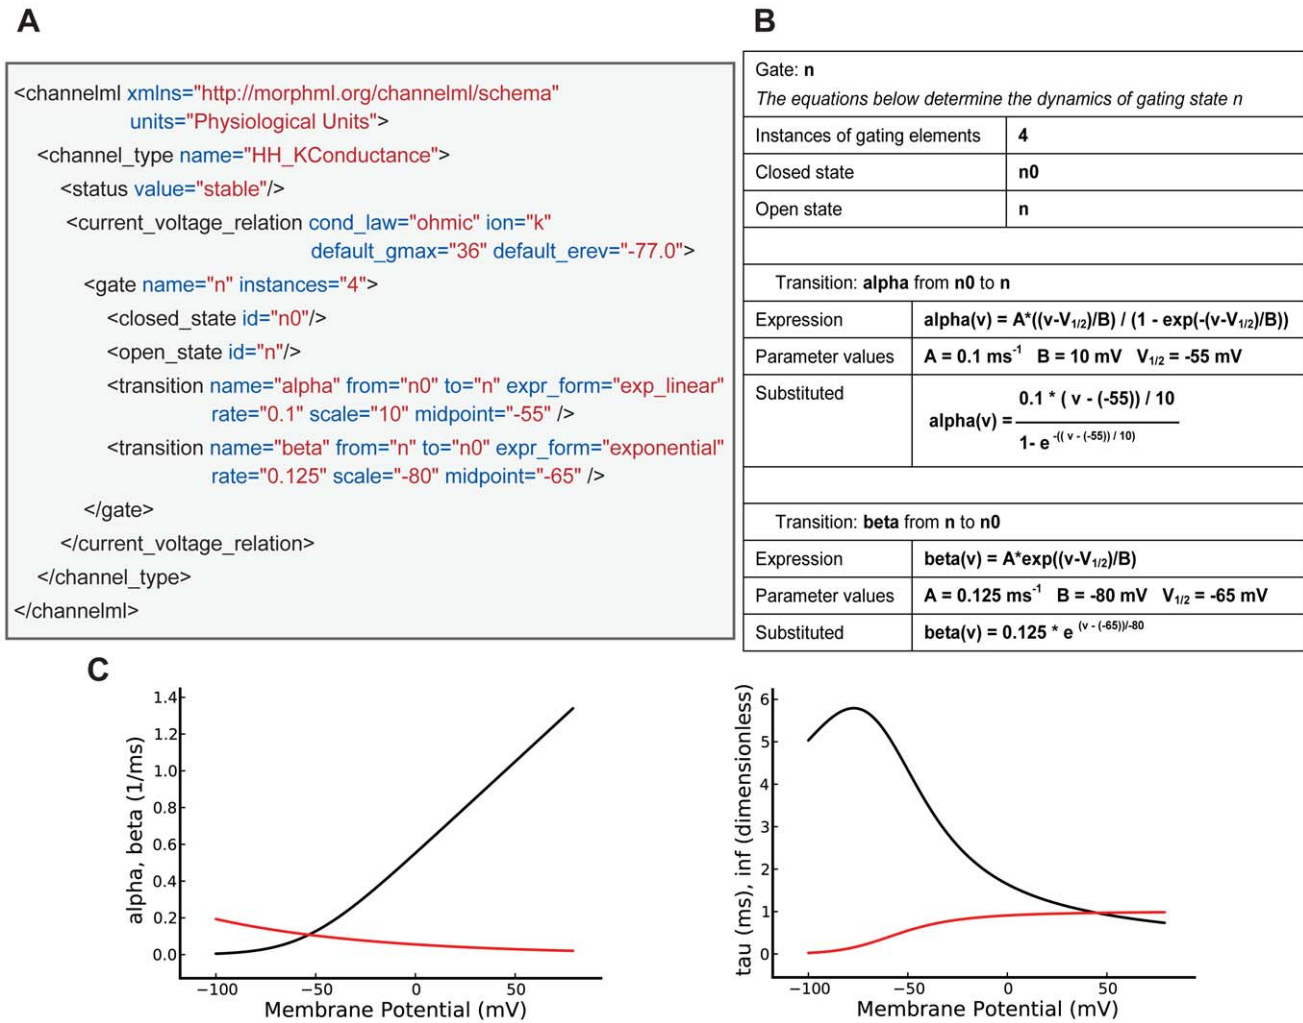 A
<channelml xmlns="http://morphml.org/channelml/schema"
units="Physiological Units">
<channel_type name="HH_KConductance">
<status value="stable"/>
<current_voltage_relation cond_law="ohmic" ion="k"
default_gmax="36" default_erev="-77.0">
<gate name="n" instances="4">
<closed_state id="n0"/>
<open_state id="n"/>
<transition name="alpha" from="n0" to="n" expr_form="exp_linear"
rate="0.1" scale="10" midpoint="-55" />
<transition name="beta" from="n" to="n0" expr_form="exponential"
rate="0.125" scale="-80" midpoint="-65" />
</gate>
</current_voltage_relation>
</channel_type>
</channelml>
B
Gate: n
The equations below determine the dynamics of gating state n
Instances of gating elements 4
Closed state n0
Open state n
Transition: alpha from n0 to n
Expression alpha(v) = A*((v-V1/2)/B) / (1 - exp(-(v-V1/2)/B))
Parameter values A = 0.1 ms-1 B = 10 mV V1/2 = -55 mV
Substituted
0.1 * ( v - (-55)) / 10
alpha(v) =
1- e -(( v - (-55)) / 10)
Transition: beta from n to n0
Expression beta(v) = A*exp((v-V1/2)/B)
Parameter values A = 0.125 ms-1 B = -80 mV V1/2 = -65 mV
Substituted beta(v) = 0.125 * e (v - (-65))/-80
C
alpha, beta (1/ms)
1.4
1.2
1.0
0.8
0.6
0.4
0.2
0.0
−100 −50 0 50
Membrane Potential (mV)
tau (ms), inf (dimensionless)
6
5
4
3
2
1
0
−100 −50 0 50
Membrane Potential (mV)